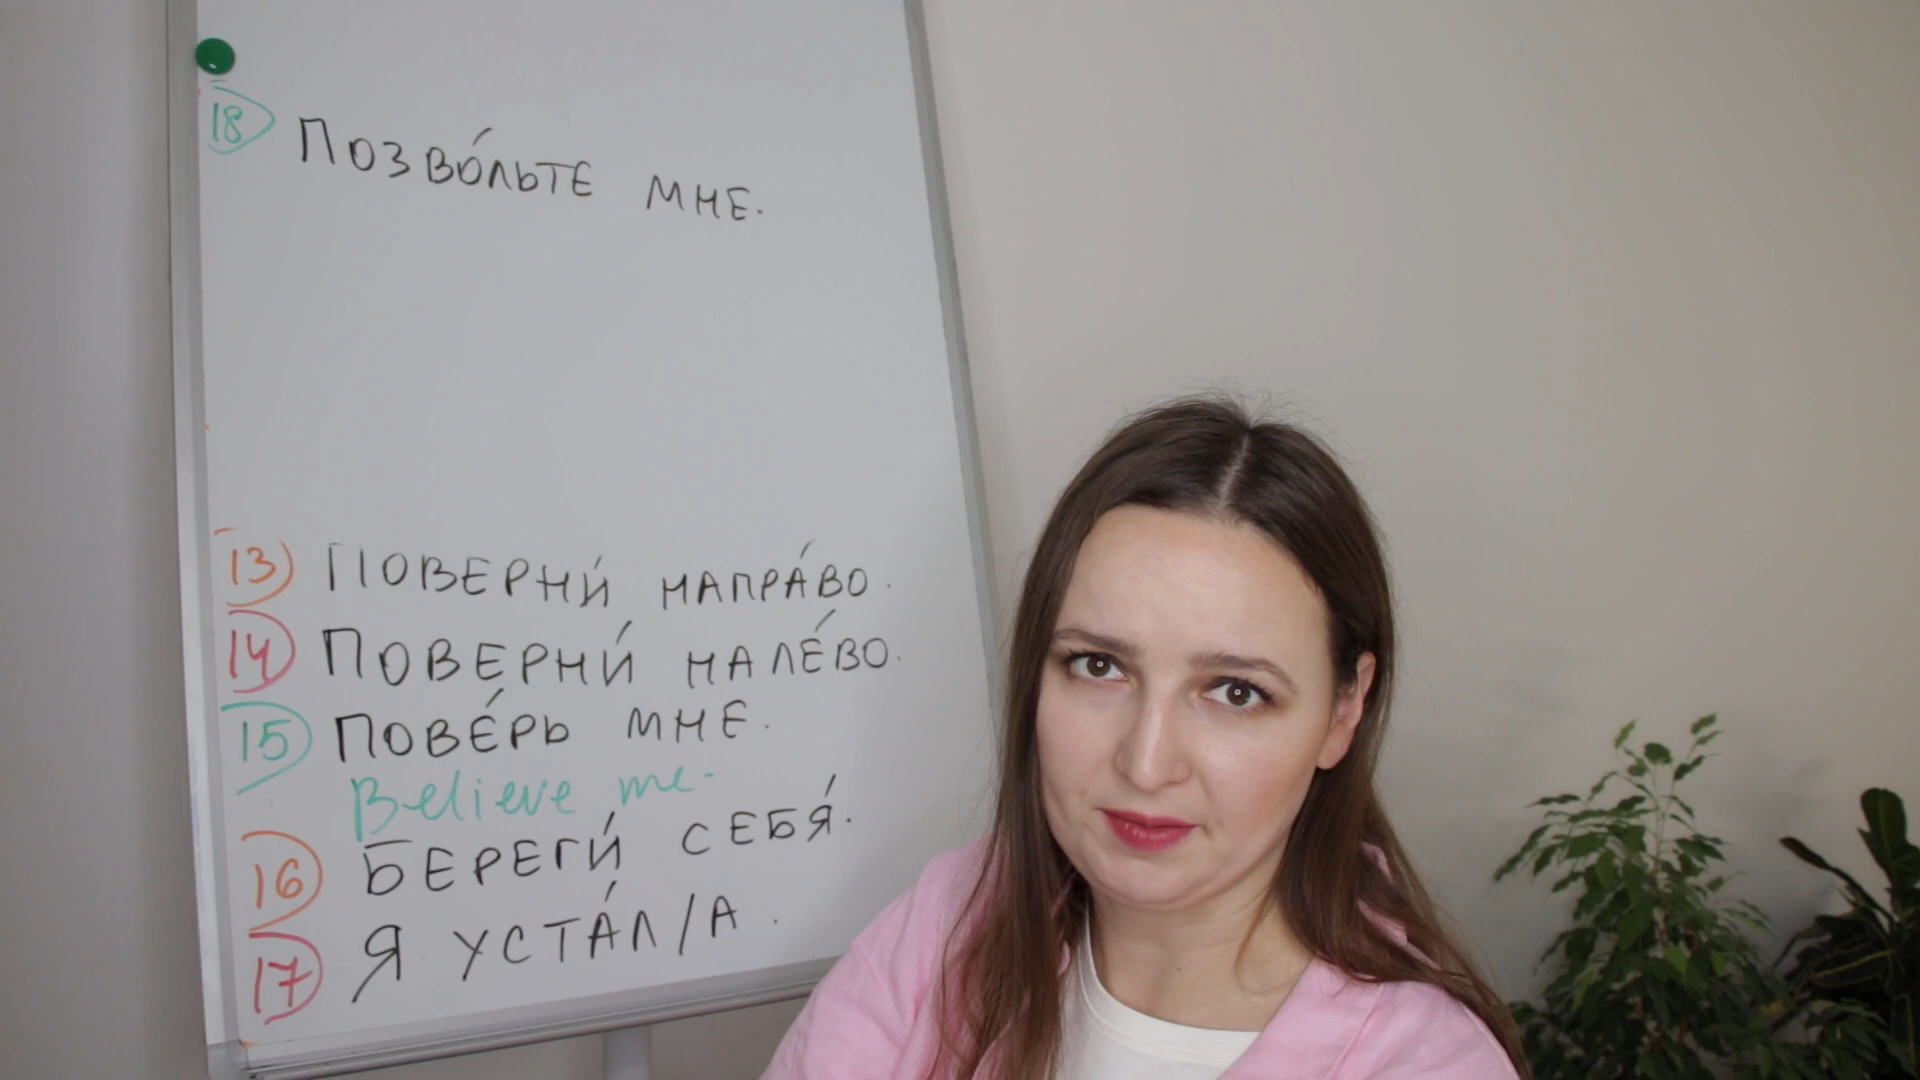 18 Позво́льте мне.
13) Поверни́ напра́во.
14) Поверни́ нале́во.
15) Пове́рь мне.
Believe me.
16) Береги́ себя́.
17) Я уста́л/а.